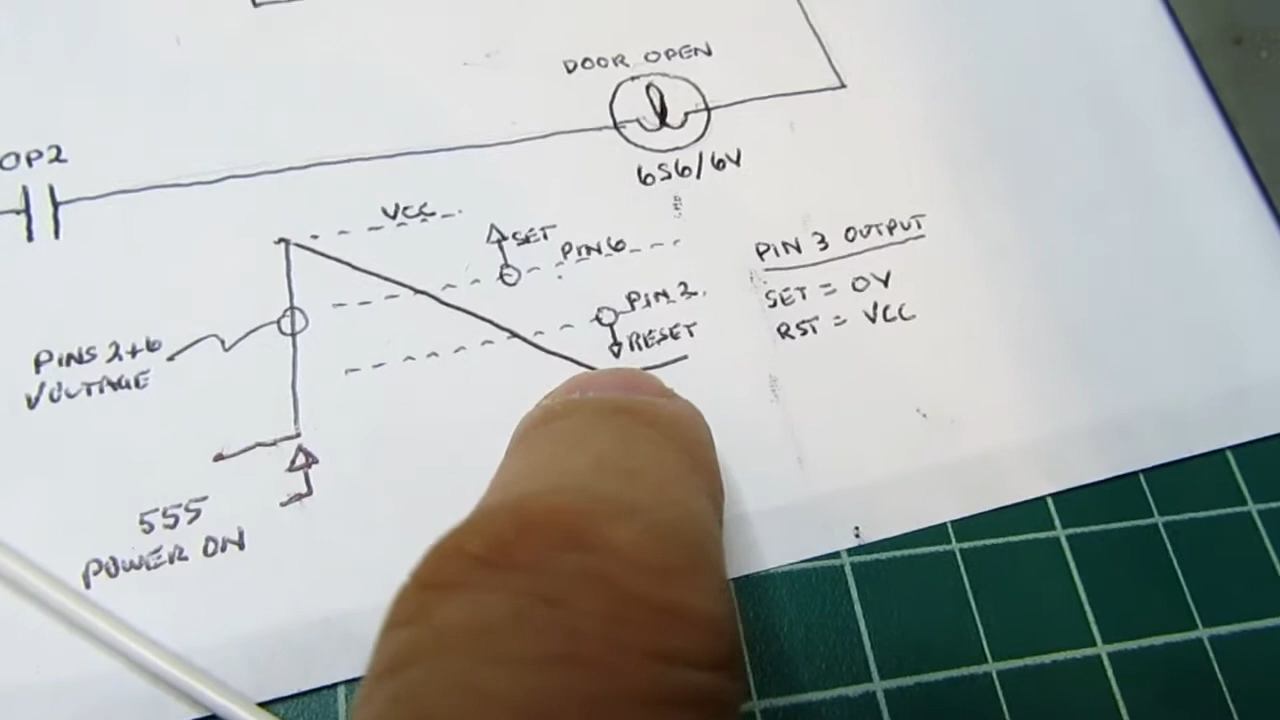 DOOR OPEN
OP2
6S6/6V
VCC
SET
PIN 6
PIN 2.
RESET
PIN 3 OUTPUT
SET = 0V
RST = VCC
PINS 2+6
VOLTAGE
555
POWER ON